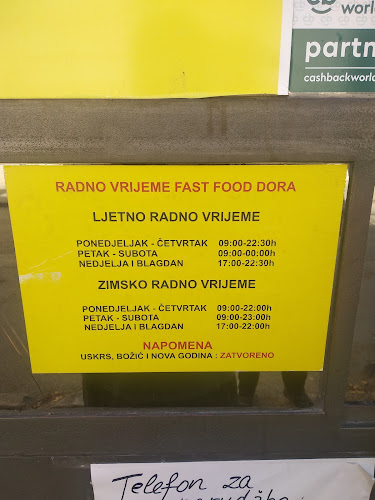 world
partn
cashbackworld
RADNO VRIJEME FAST FOOD DORA
LJETNO RADNO VRIJEME
PONEDJELJAK - ČETVRTAK 09:00-22:30h
PETAK - SUBOTA 09:00-00:00h
NEDJELJA I BLAGDAN 17:00-22:30h
ZIMSKO RADNO VRIJEME
PONEDJELJAK - ČETVRTAK 09:00-22:00h
PETAK - SUBOTA 09:00-23:00h
NEDJELJA I BLAGDAN 17:00-22:00h
NAPOMENA
USKRS, BOŽIĆ I NOVA GODINA : ZATVORENO
Telefon za